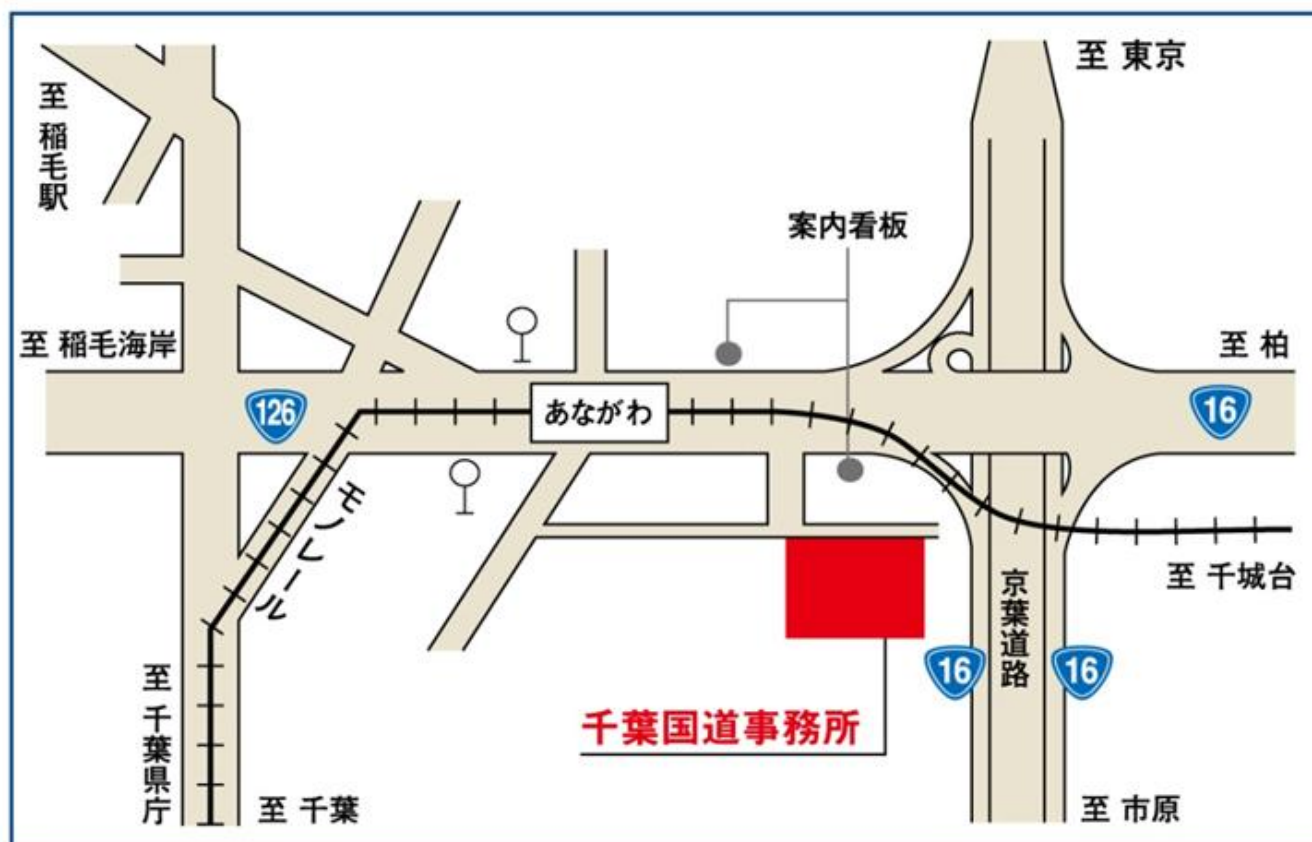 至 東京
至 稲毛駅
案内看板
至 稲毛海岸
至 柏
126
あながわ
16
モノレール
至 千城台
京葉道路
16
16
至 千葉県庁
千葉国道事務所
至 千葉
至 市原